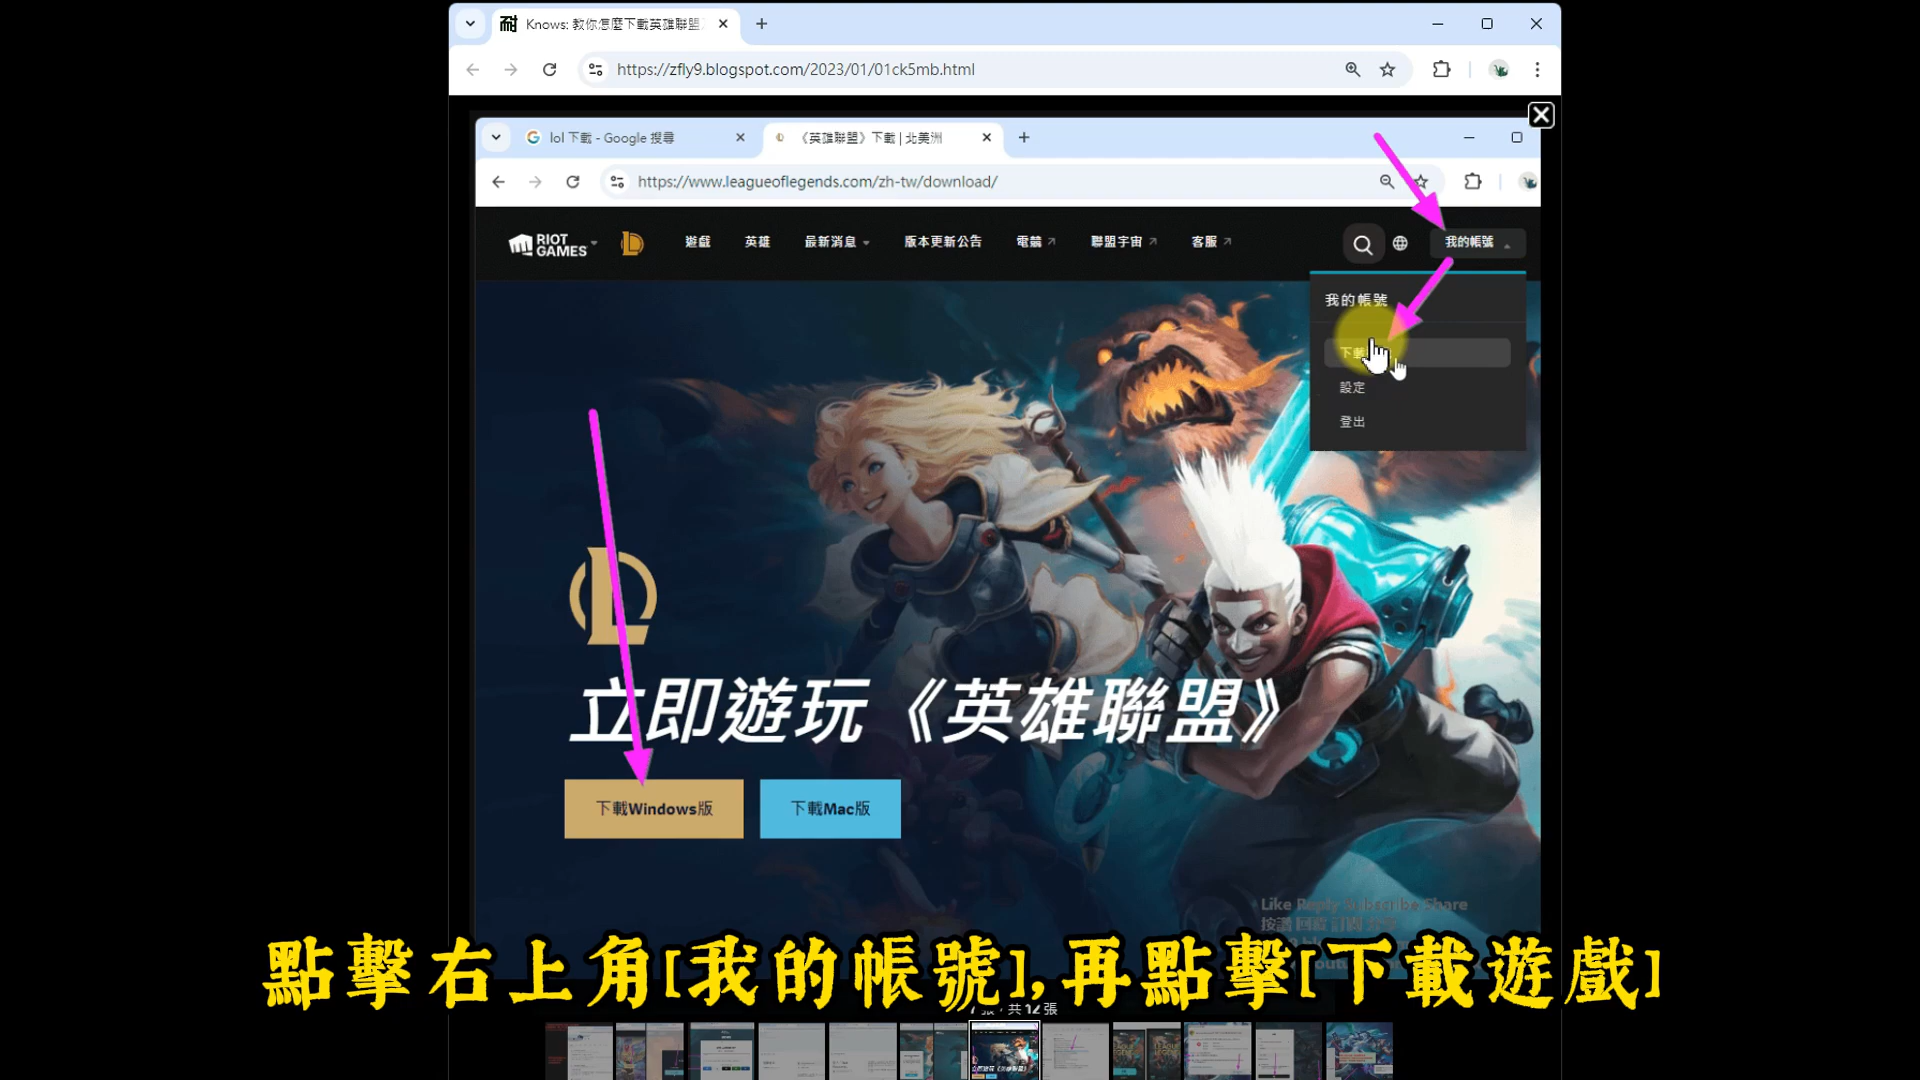 Knows: 教你怎麼下載英雄聯盟
https://zfly9.blogspot.com/2023/01/01ck5mb.html
lol 下載 - Google 搜尋
《英雄聯盟》下載 | 北美洲
https://www.leagueoflegends.com/zh-tw/download/
RIOT GAMES
遊戲
英雄
最新消息
版本更新公告
電競
聯盟宇宙
客服
我的帳號
我的帳號
下載
設定
登出
立即遊玩《英雄聯盟》
下載Windows版
下載Mac版
Like Reply Subscribe Share
點擊右上角[我的帳號],再點擊[下載遊戲]
共 12 張